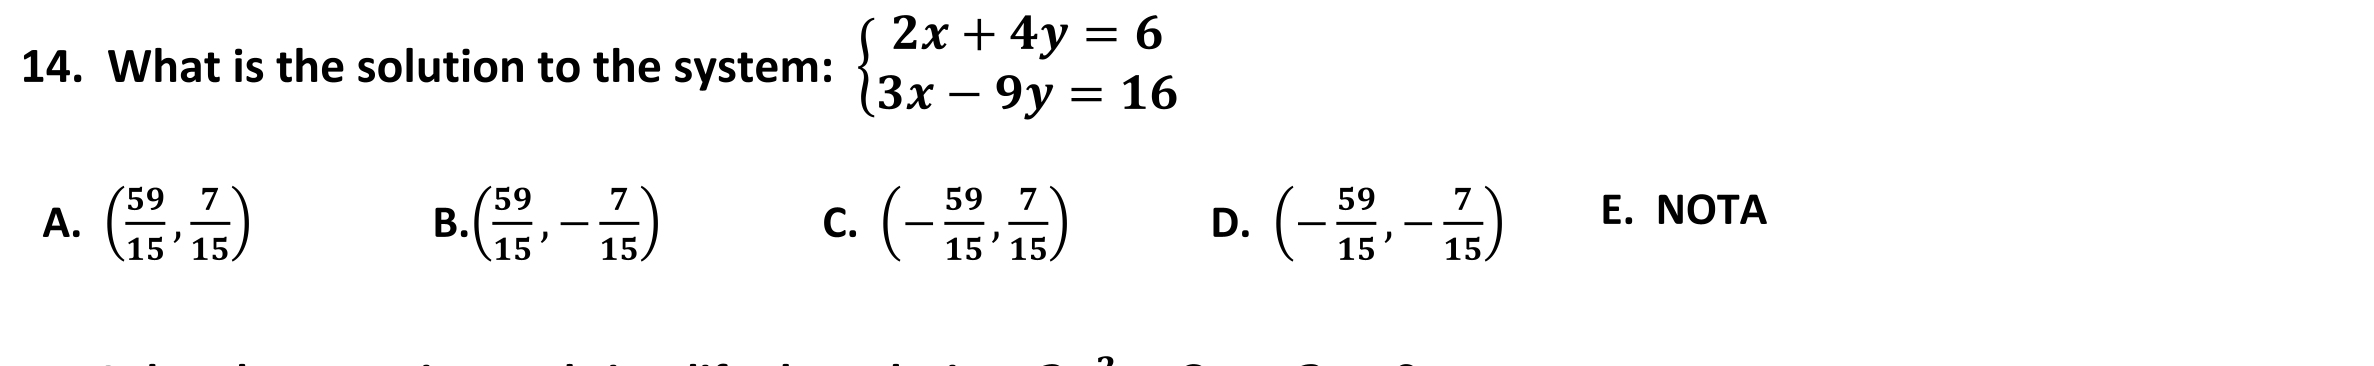 14. What is the solution to the system: {2x + 4y = 6
3x − 9y = 16
A. (59/15, 7/15) B. (59/15, −7/15) C. (−59/15, 7/15) D. (−59/15, −7/15) E. NOTA